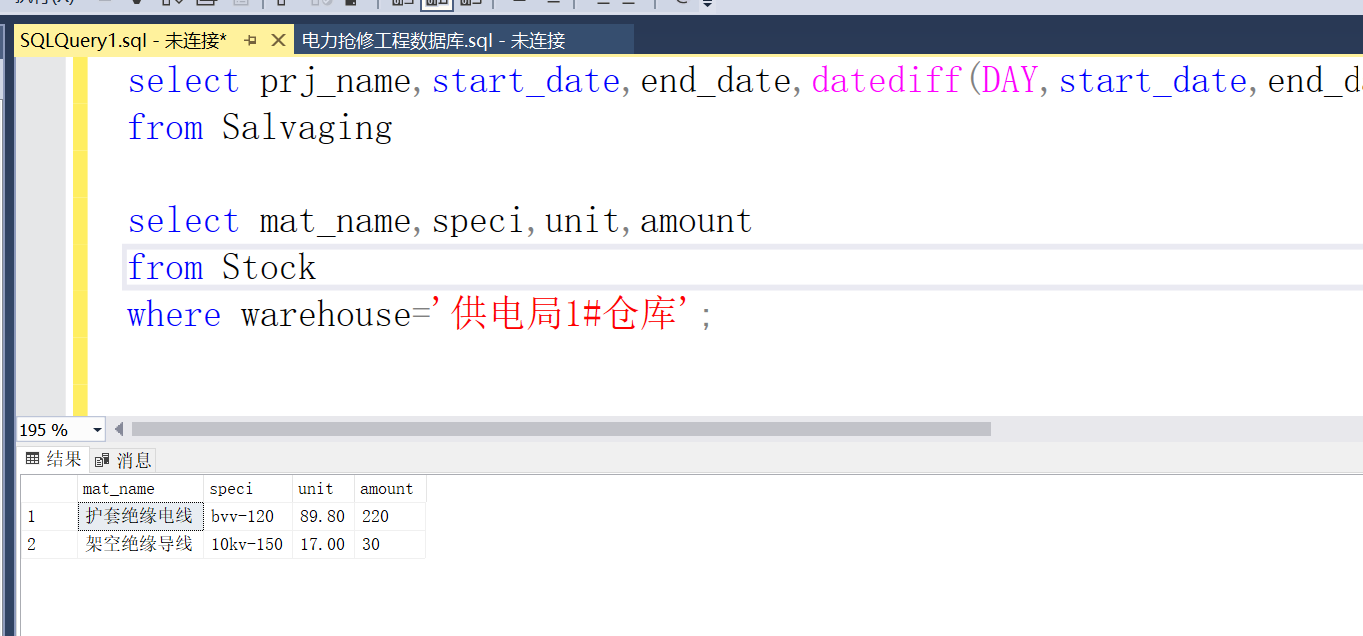 SQLQuery1.sql - 未连接* 电力抢修工程数据库.sql - 未连接
select prj_name,start_date,end_date,datediff(DAY,start_date,end_da
from Salvaging
select mat_name,speci,unit,amount
from Stock
where warehouse='供电局1#仓库';
195 %
结果 消息
mat_name speci unit amount
1 护套绝缘电线 bvv-120 89.80 220
2 架空绝缘导线 10kv-150 17.00 30